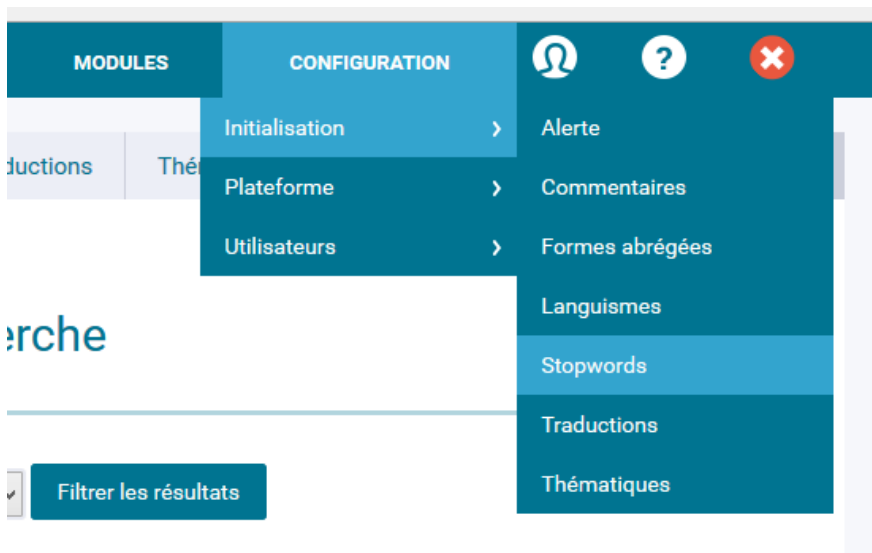 MODULES
CONFIGURATION
?
Initialisation
Plateforme
Utilisateurs
Alerte
Commentaires
Formes abrégées
Languismes
Stopwords
Traductions
Thématiques
Filtrer les résultats